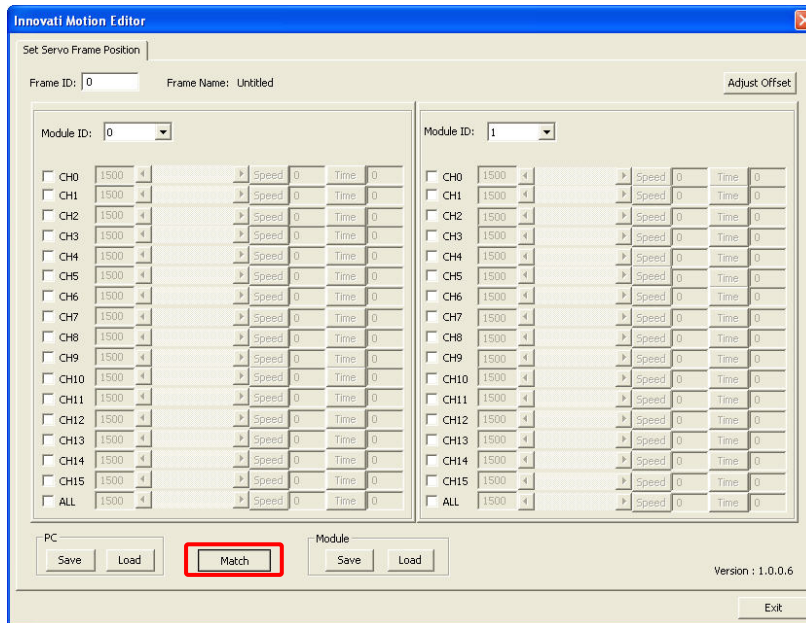 Innovati Motion Editor
Set Servo Frame Position
Frame ID: 0 Frame Name: Untitled Adjust Offset
Module ID: 0
CH0 1500 Speed 0 Time 0
CH1 1500 Speed 0 Time 0
CH2 1500 Speed 0 Time 0
CH3 1500 Speed 0 Time 0
CH4 1500 Speed 0 Time 0
CH5 1500 Speed 0 Time 0
CH6 1500 Speed 0 Time 0
CH7 1500 Speed 0 Time 0
CH8 1500 Speed 0 Time 0
CH9 1500 Speed 0 Time 0
CH10 1500 Speed 0 Time 0
CH11 1500 Speed 0 Time 0
CH12 1500 Speed 0 Time 0
CH13 1500 Speed 0 Time 0
CH14 1500 Speed 0 Time 0
CH15 1500 Speed 0 Time 0
ALL 1500 Speed 0 Time 0
Module ID: 1
CH0 1500 Speed 0 Time 0
CH1 1500 Speed 0 Time 0
CH2 1500 Speed 0 Time 0
CH3 1500 Speed 0 Time 0
CH4 1500 Speed 0 Time 0
CH5 1500 Speed 0 Time 0
CH6 1500 Speed 0 Time 0
CH7 1500 Speed 0 Time 0
CH8 1500 Speed 0 Time 0
CH9 1500 Speed 0 Time 0
CH10 1500 Speed 0 Time 0
CH11 1500 Speed 0 Time 0
CH12 1500 Speed 0 Time 0
CH13 1500 Speed 0 Time 0
CH14 1500 Speed 0 Time 0
CH15 1500 Speed 0 Time 0
ALL 1500 Speed 0 Time 0
PC Module
Save Load Match Save Load
Version : 1.0.0.6
Exit